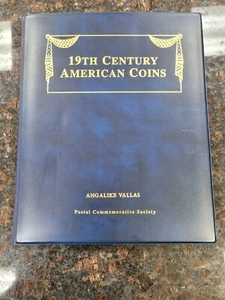 19TH CENTURY
AMERICAN COINS
ANGALIKE VALLAS
Postal Commemorative Society